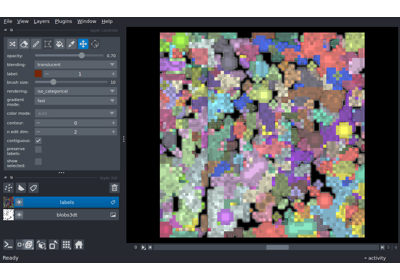 File View Layers Plugins Window Help
layer controls
opacity: 0.70
blending: translucent
label: 1
brush size: 10
rendering: iso_categorical
gradient mode: fast
color mode:
contour: 0
n edit dim: 2
contiguous:
preserve labels:
show selected:
layer list
labels
blobs3dt
0
Ready
activity